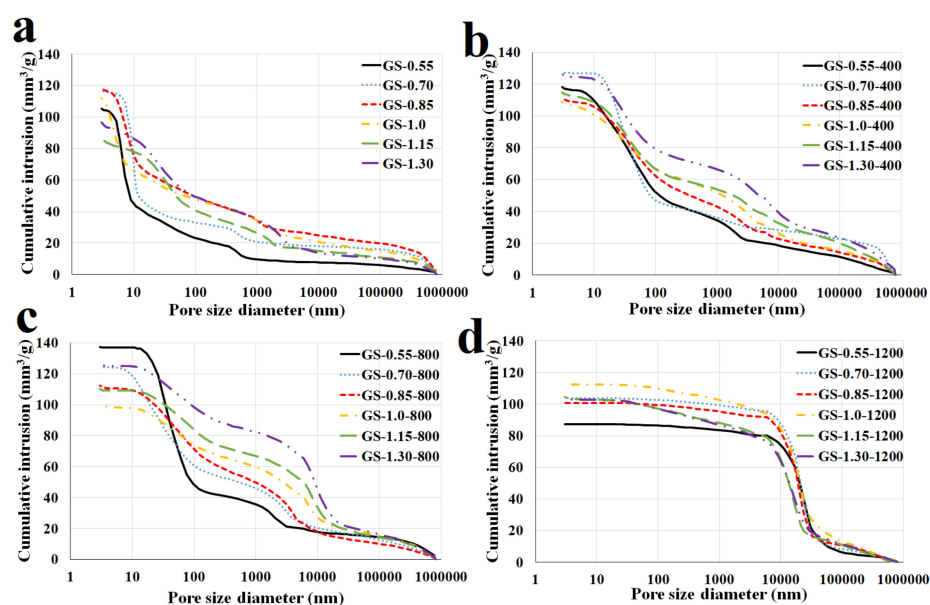 a
Cumulative intrusion (mm³/g)
140
120
100
80
60
40
20
0
1
10
100
1000
10000
100000
1000000
Pore size diameter (nm)
GS-0.55
GS-0.70
GS-0.85
GS-1.0
GS-1.15
GS-1.30
b
Cumulative intrusion (mm³/g)
140
120
100
80
60
40
20
0
1
10
100
1000
10000
100000
1000000
Pore size diameter (nm)
GS-0.55-400
GS-0.70-400
GS-0.85-400
GS-1.0-400
GS-1.15-400
GS-1.30-400
c
Cumulative intrusion (mm³/g)
140
120
100
80
60
40
20
0
1
10
100
1000
10000
100000
1000000
Pore size diameter (nm)
GS-0.55-800
GS-0.70-800
GS-0.85-800
GS-1.0-800
GS-1.15-800
GS-1.30-800
d
Cumulative intrusion (mm³/g)
140
120
100
80
60
40
20
0
1
10
100
1000
10000
100000
1000000
Pore size diameter (nm)
GS-0.55-1200
GS-0.70-1200
GS-0.85-1200
GS-1.0-1200
GS-1.15-1200
GS-1.30-1200